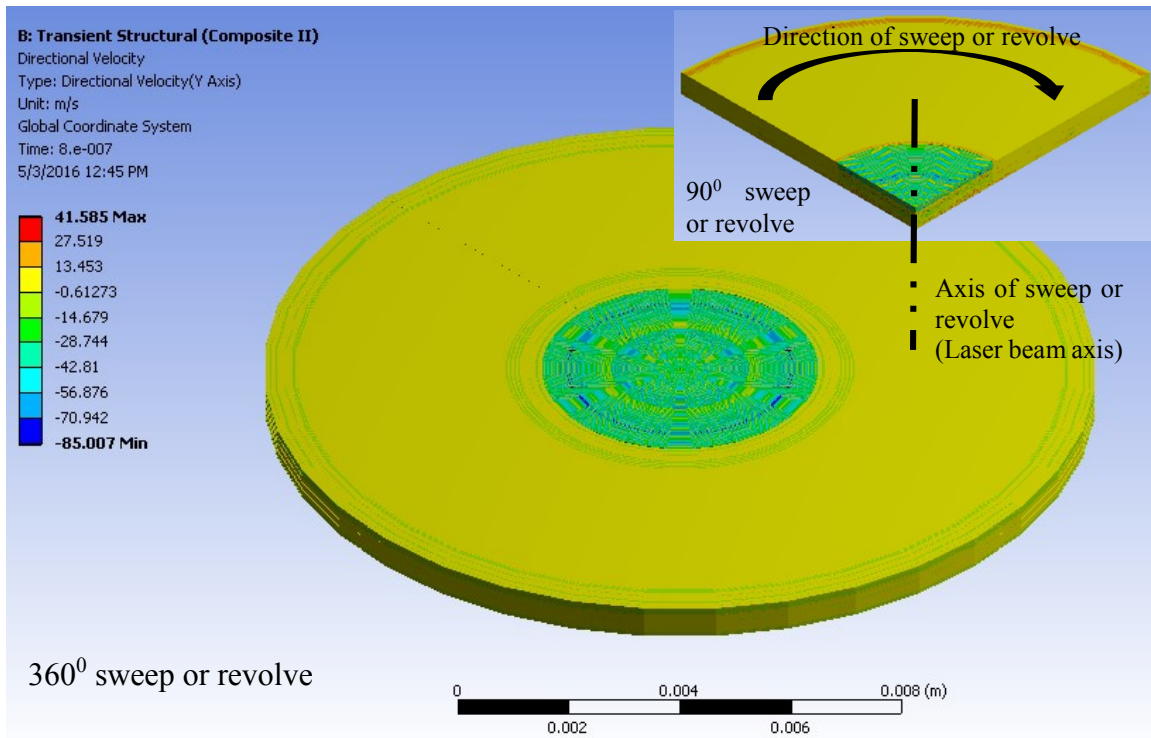 B: Transient Structural (Composite II)
Directional Velocity
Type: Directional Velocity(Y Axis)
Unit: m/s
Global Coordinate System
Time: 8.e-007
5/3/2016 12:45 PM
41.585 Max
27.519
13.453
-0.61273
-14.679
-28.744
-42.81
-56.876
-70.942
-85.007 Min
Direction of sweep or revolve
90⁰ sweep
or revolve
Axis of sweep or
revolve
(Laser beam axis)
360⁰ sweep or revolve
0 0.004 0.008 (m)
0.002 0.006